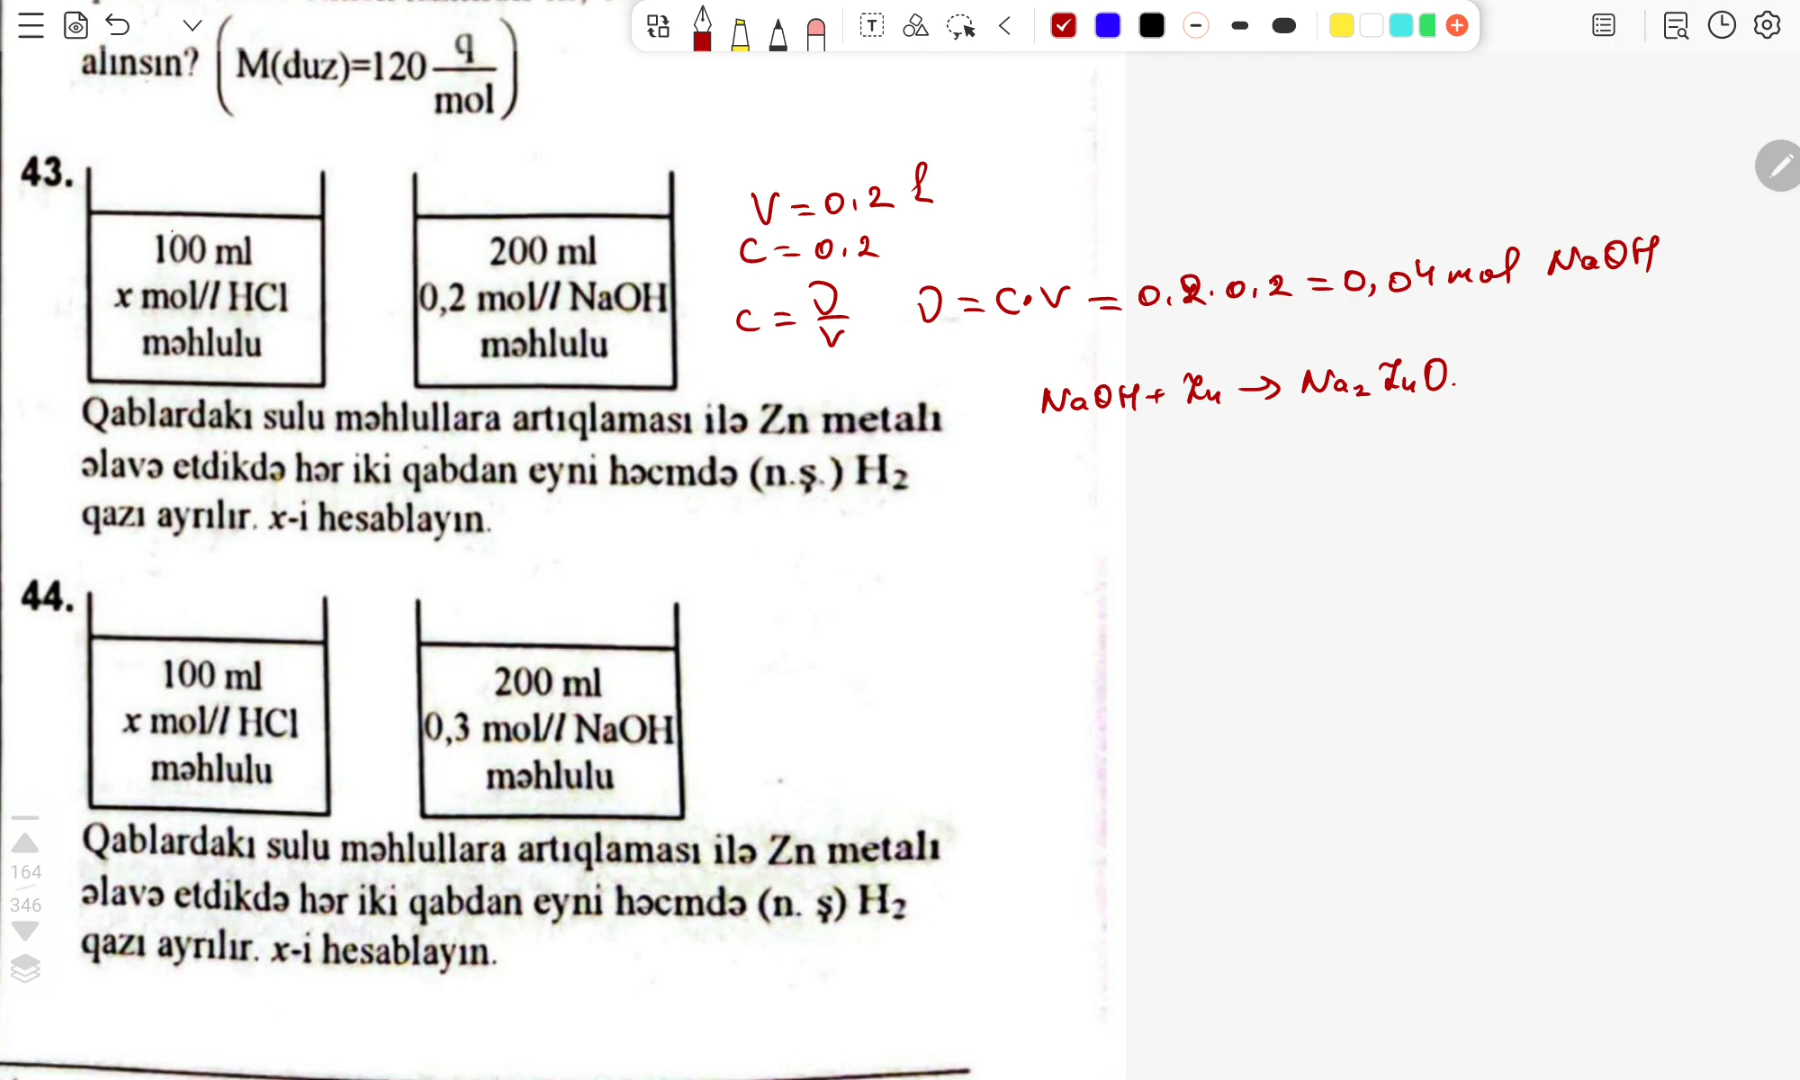 alınsın? (M(duz)=120 q/mol)
43.
100 ml
x mol/l HCl
məhlulu
200 ml
0,2 mol/l NaOH
məhlulu
V = 0.2 l
C = 0.2
C = ν/V ν = C·V = 0.2·0.2 = 0,04 mol NaOH
NaOH + Zn → Na₂ZnO.
Qablardakı sulu məhlullara artıqlaması ilə Zn metalı
əlavə etdikdə hər iki qabdan eyni həcmdə (n.ş.) H₂
qazı ayrılır. x-i hesablayın.
44.
100 ml
x mol/l HCl
məhlulu
200 ml
0,3 mol/l NaOH
məhlulu
Qablardakı sulu məhlullara artıqlaması ilə Zn metalı
əlavə etdikdə hər iki qabdan eyni həcmdə (n. ş) H₂
qazı ayrılır. x-i hesablayın.
164
346